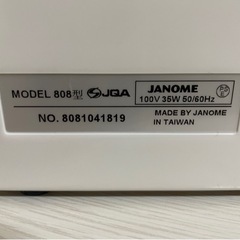 MODEL 808型 JQA JANOME
100V 35W 50/60Hz
NO. 8081041819 MADE BY JANOME
IN TAIWAN